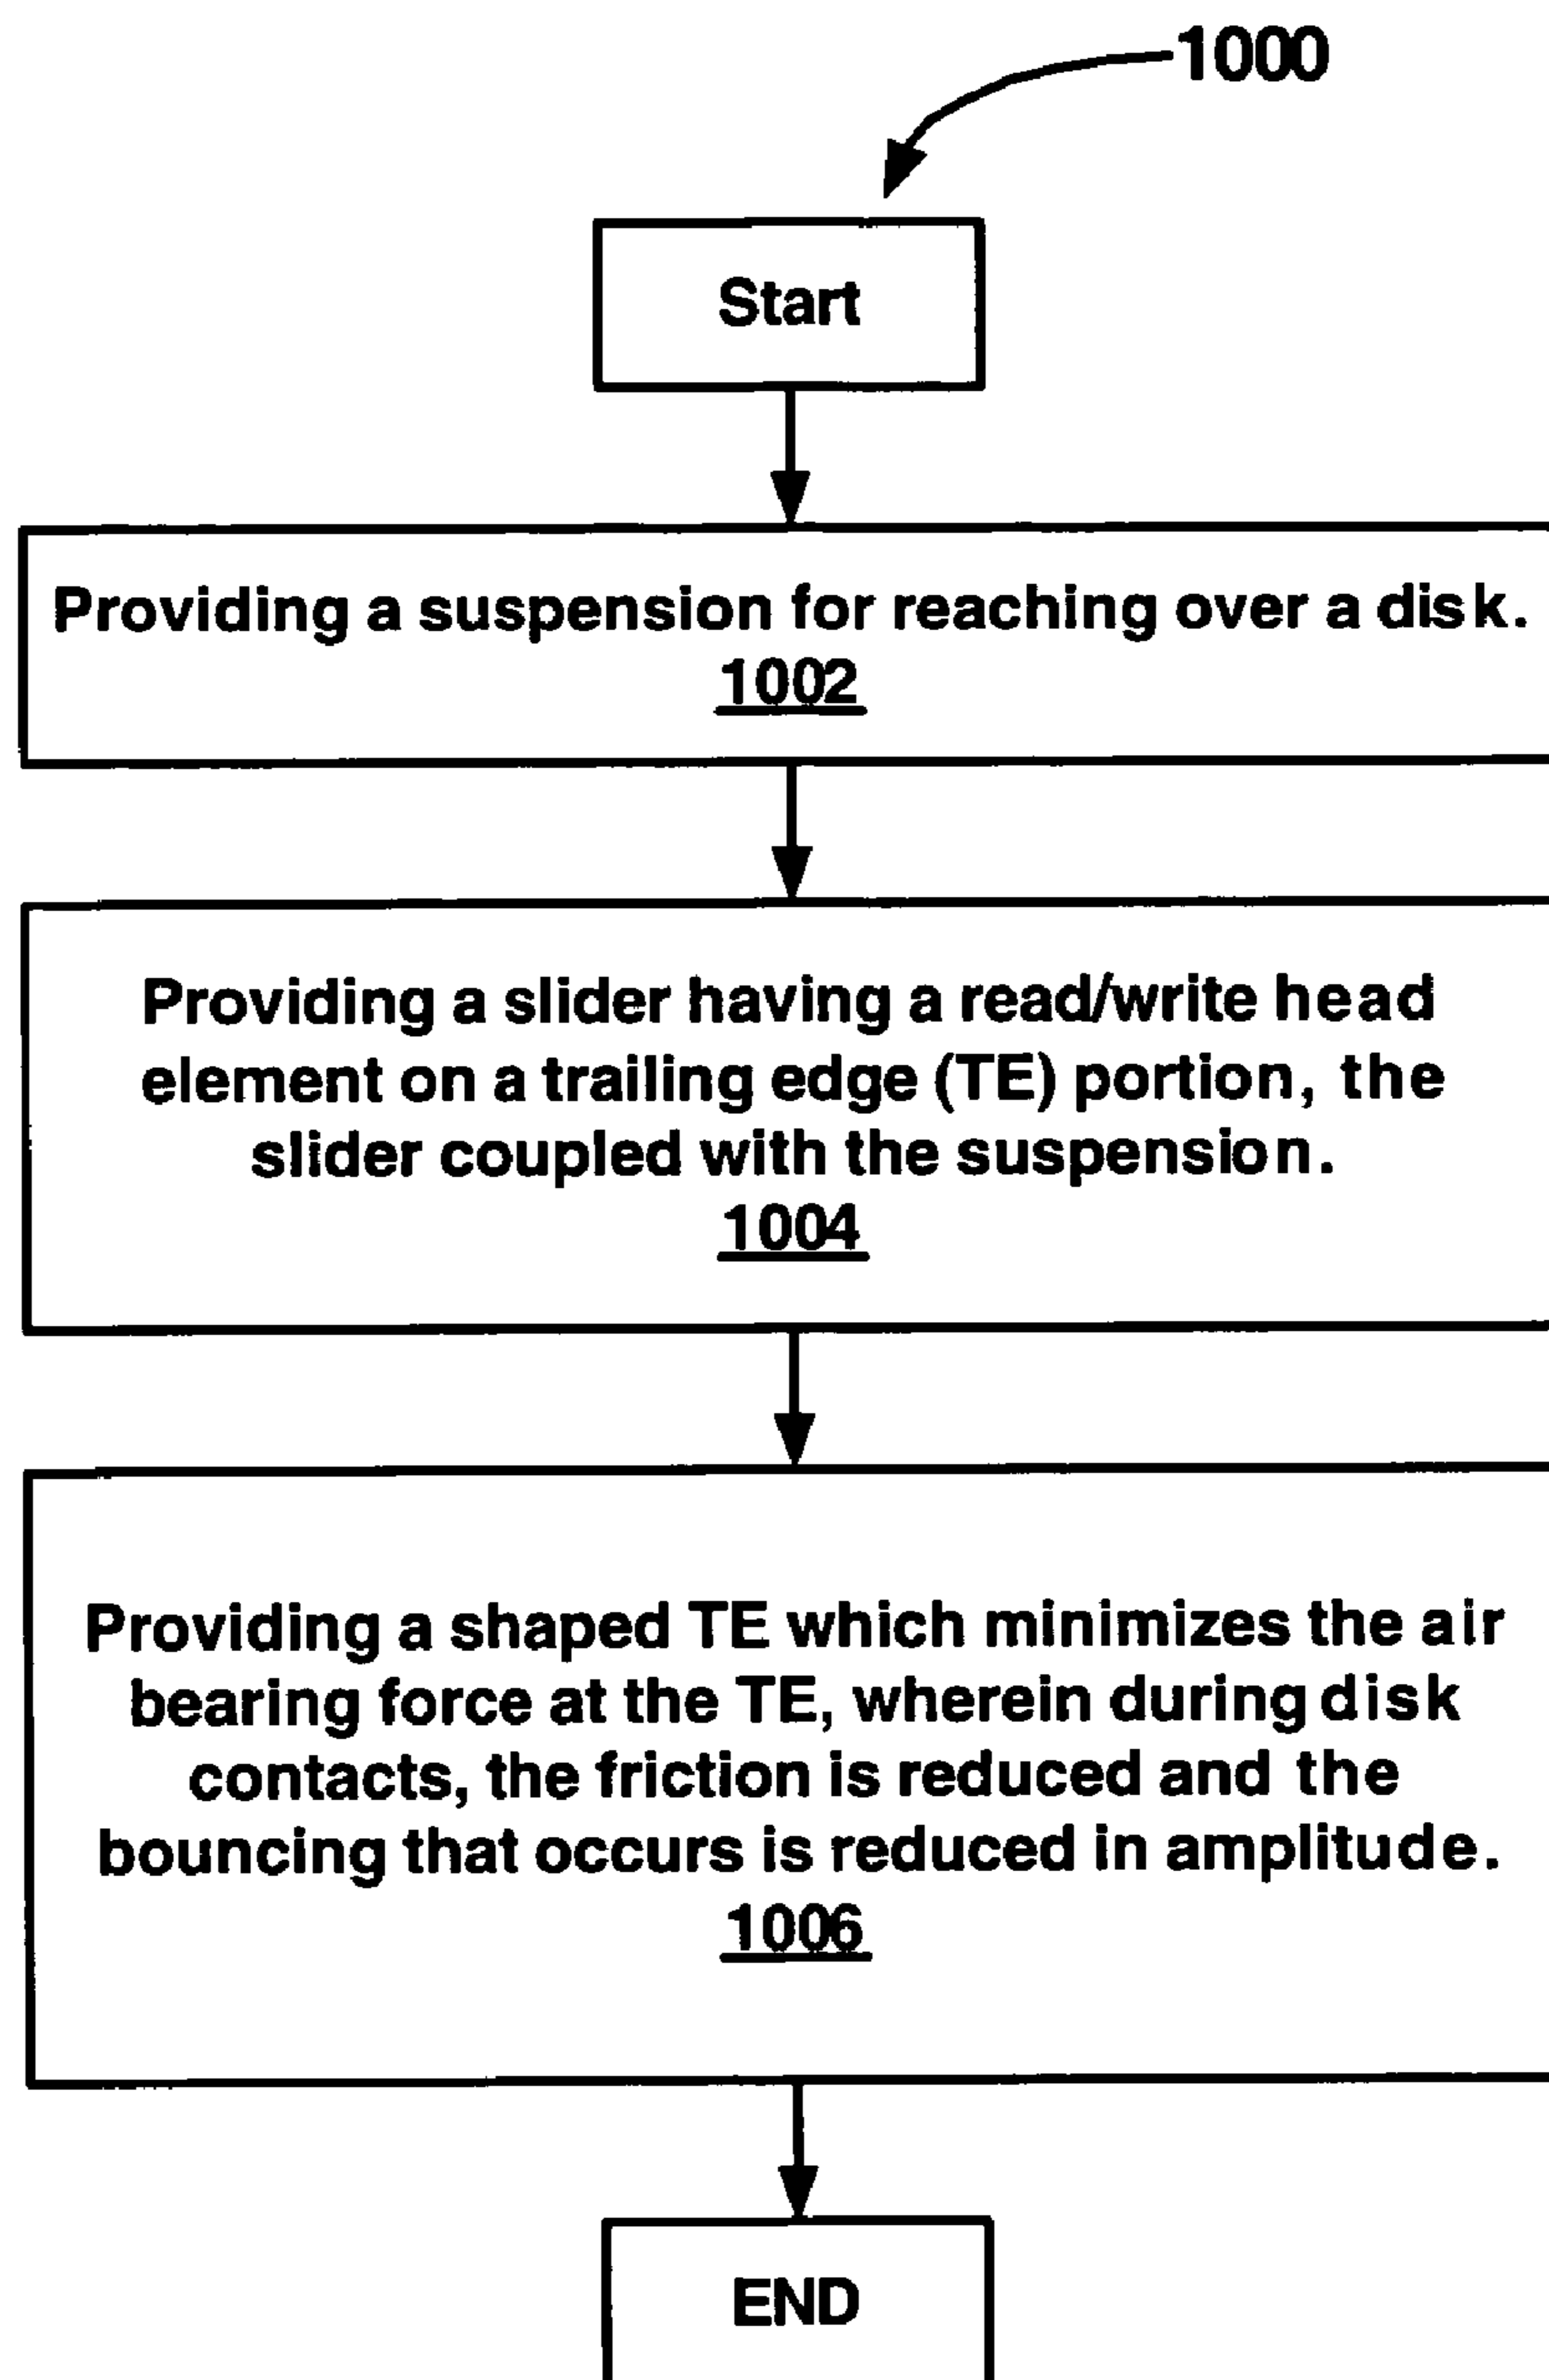 1000
Start
Providing a suspension for reaching over a disk.
1002
Providing a slider having a read/write head
element on a trailing edge (TE) portion, the
slider coupled with the suspension.
1004
Providing a shaped TE which minimizes the air
bearing force at the TE, wherein during disk
contacts, the friction is reduced and the
bouncing that occurs is reduced in amplitude.
1006
END